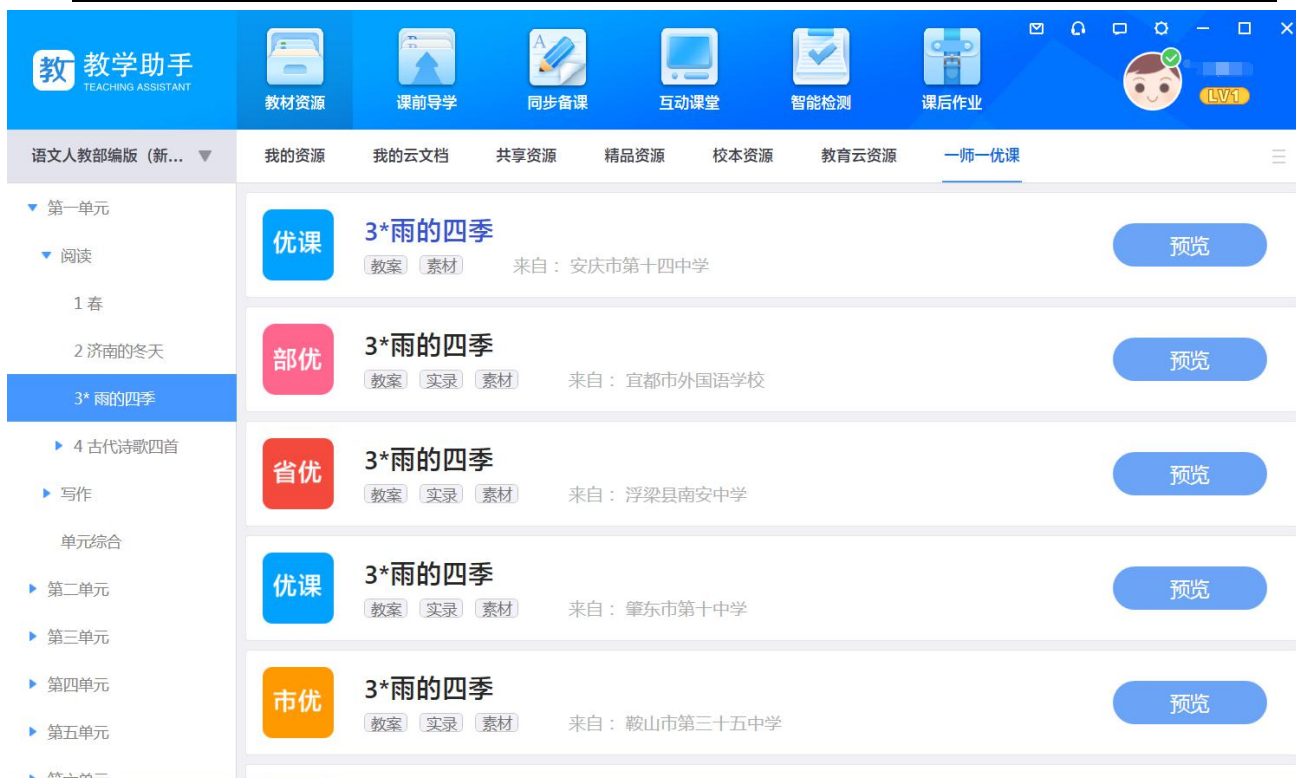 教 教学助手
TEACHING ASSISTANT
教材资源 课前导学 同步备课 互动课堂 智能检测 课后作业
LV1
语文人教部编版（新...
我的资源 我的云文档 共享资源 精品资源 校本资源 教育云资源 一师一优课
第一单元
阅读
1 春
2 济南的冬天
3* 雨的四季
4 古代诗歌四首
写作
单元综合
第二单元
第三单元
第四单元
第五单元
第六单元
优课 3*雨的四季 预览
教案 素材 来自： 安庆市第十四中学
部优 3*雨的四季 预览
教案 实录 素材 来自： 宜都市外国语学校
省优 3*雨的四季 预览
教案 实录 素材 来自： 浮梁县南安中学
优课 3*雨的四季 预览
教案 实录 素材 来自： 肇东市第十中学
市优 3*雨的四季 预览
教案 实录 素材 来自： 鞍山市第三十五中学